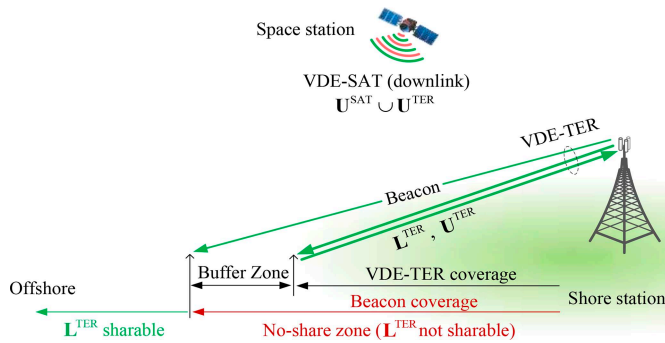 Space station
VDE-SAT (downlink)
U^SAT ∪ U^TER
VDE-TER
Beacon
L^TER , U^TER
Buffer Zone
VDE-TER coverage
Offshore
Beacon coverage
Shore station
L^TER sharable
No-share zone (L^TER not sharable)